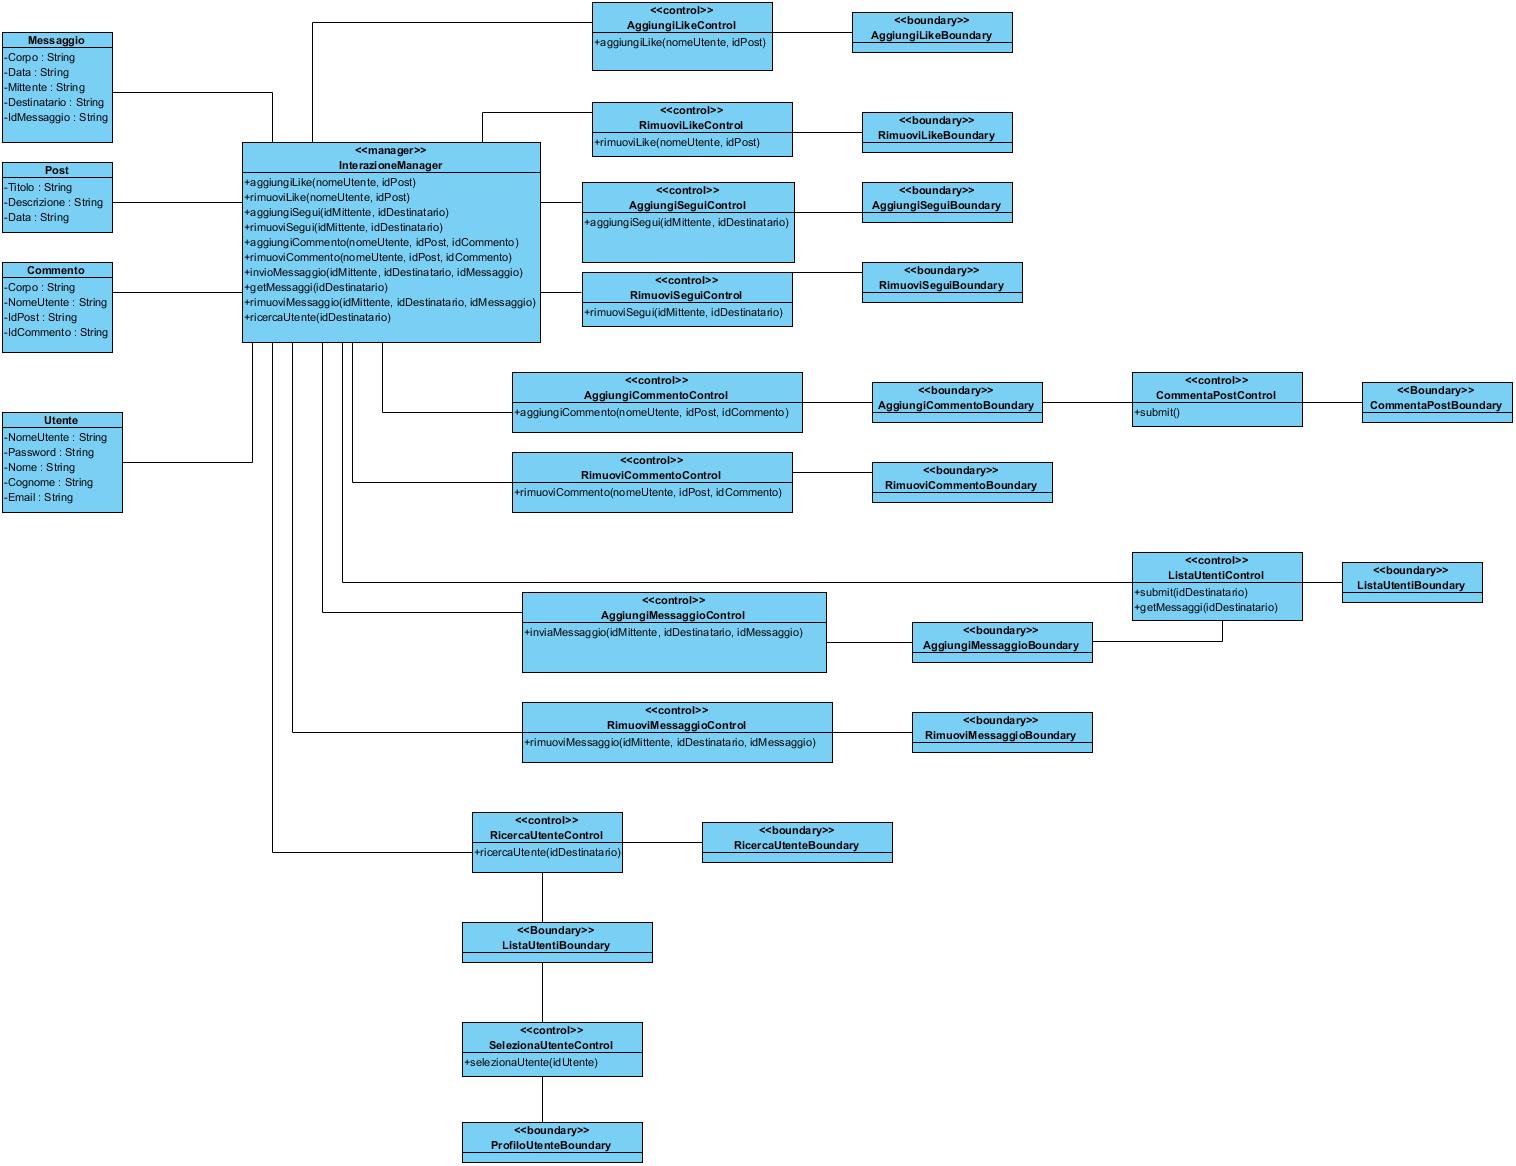 Messaggio
-Corpo : String
-Data : String
-Mittente : String
-Destinatario : String
-IdMessaggio : String
Post
-Titolo : String
-Descrizione : String
-Data : String
Commento
-Corpo : String
-NomeUtente : String
-IdPost : String
-IdCommento : String
Utente
-NomeUtente : String
-Password : String
-Nome : String
-Cognome : String
-Email : String
<<manager>>
InterazioneManager
+aggiungiLike(nomeUtente, idPost)
+rimuoviLike(nomeUtente, idPost)
+aggiungiSegui(idMittente, idDestinatario)
+rimuoviSegui(idMittente, idDestinatario)
+aggiungiCommento(nomeUtente, idPost, idCommento)
+rimuoviCommento(nomeUtente, idPost, idCommento)
+invioMessaggio(idMittente, idDestinatario, idMessaggio)
+getMessaggi(idDestinatario)
+rimuoviMessaggio(idMittente, idDestinatario, idMessaggio)
+ricercaUtente(idDestinatario)
<<control>>
AggiungiLikeControl
+aggiungiLike(nomeUtente, idPost)
<<boundary>>
AggiungiLikeBoundary
<<control>>
RimuoviLikeControl
+rimuoviLike(nomeUtente, idPost)
<<boundary>>
RimuoviLikeBoundary
<<control>>
AggiungiSeguiControl
+aggiungiSegui(idMittente, idDestinatario)
<<boundary>>
AggiungiSeguiBoundary
<<control>>
RimuoviSeguiControl
+rimuoviSegui(idMittente, idDestinatario)
<<boundary>>
RimuoviSeguiBoundary
<<control>>
AggiungiCommentoControl
+aggiungiCommento(nomeUtente, idPost, idCommento)
<<boundary>>
AggiungiCommentoBoundary
<<control>>
CommentaPostControl
+submit()
<<Boundary>>
CommentaPostBoundary
<<control>>
RimuoviCommentoControl
+rimuoviCommento(nomeUtente, idPost, idCommento)
<<boundary>>
RimuoviCommentoBoundary
<<control>>
ListaUtentiControl
+submit(idDestinatario)
+getMessaggi(idDestinatario)
<<boundary>>
ListaUtentiBoundary
<<control>>
AggiungiMessaggioControl
+inviaMessaggio(idMittente, idDestinatario, idMessaggio)
<<boundary>>
AggiungiMessaggioBoundary
<<control>>
RimuoviMessaggioControl
+rimuoviMessaggio(idMittente, idDestinatario, idMessaggio)
<<boundary>>
RimuoviMessaggioBoundary
<<control>>
RicercaUtenteControl
+ricercaUtente(idDestinatario)
<<boundary>>
RicercaUtenteBoundary
<<Boundary>>
ListaUtentiBoundary
<<control>>
SelezionaUtenteControl
+selezionaUtente(idUtente)
<<boundary>>
ProfiloUtenteBoundary